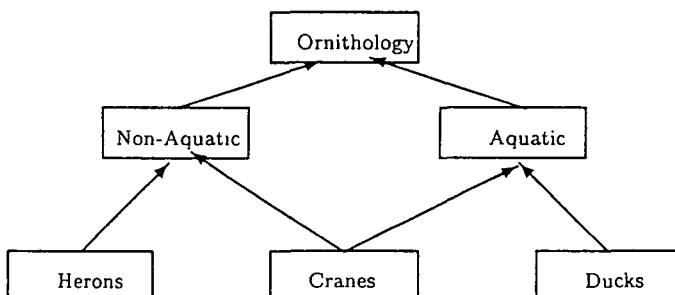 Ornithology
Non-Aquatic
Aquatic
Herons
Cranes
Ducks